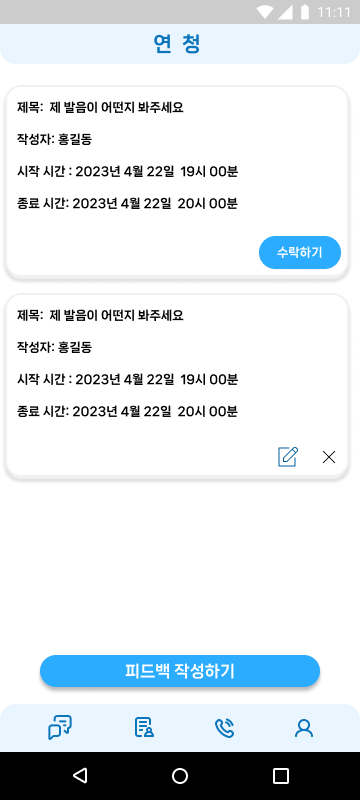 11:11
연 청
제목: 제 발음이 어떤지 봐주세요
작성자: 홍길동
시작 시간 : 2023년 4월 22일 19시 00분
종료 시간: 2023년 4월 22일 20시 00분
수락하기
제목: 제 발음이 어떤지 봐주세요
작성자: 홍길동
시작 시간 : 2023년 4월 22일 19시 00분
종료 시간: 2023년 4월 22일 20시 00분
피드백 작성하기